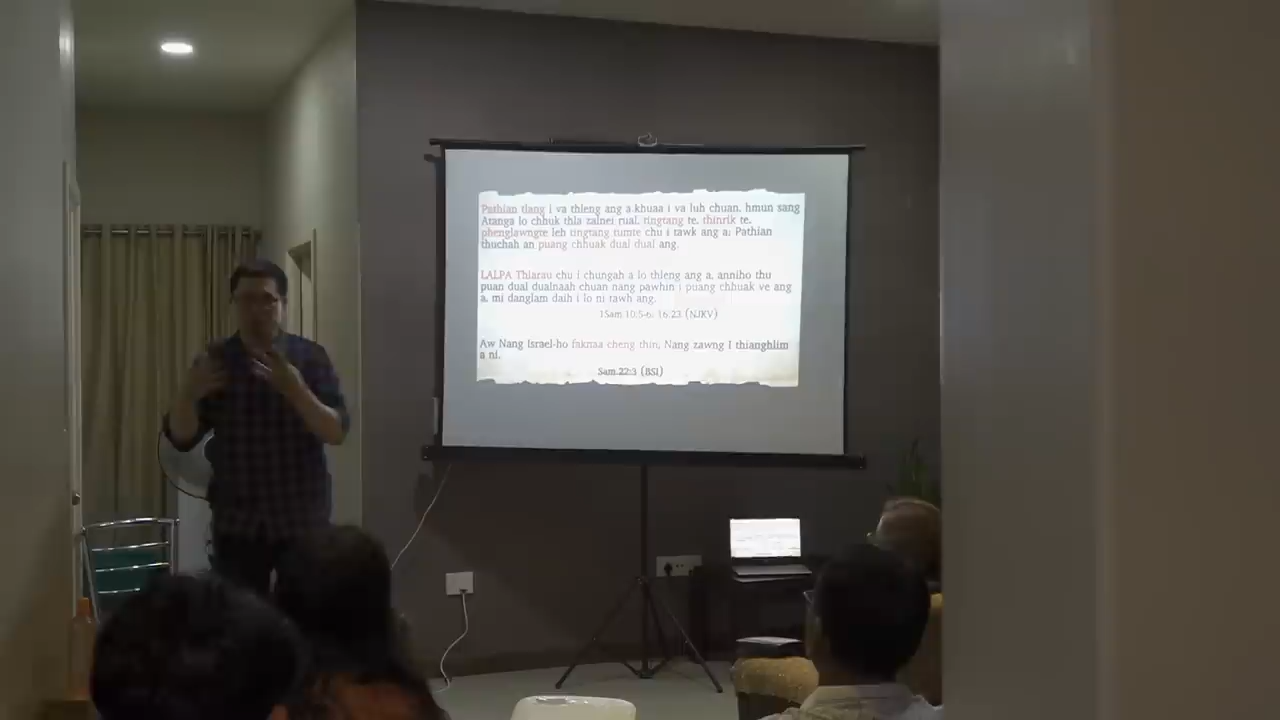 Pathian tlang i va thleng ang a.khuaa i va luh chuan, hmun sang
Atanga lo chhuk thla zalnei rual, tingtang te, thinrik te,
phenglawngte leh tingtang tumte chu i tawk ang a; Pathian
thuchah an puang chhuak dual dual ang.
LALPA Thlarau chu i chungah a lo thleng ang a, anniho thu
puan dual dualnaah chuan nang pawhin i puang chhuak ve ang
a, mi danglam daih i lo ni tawh ang.
1Sam 10:5-6; 16:23 (NJKV)
Aw Nang Israel-ho faknaa cheng thin, Nang zawng I thianghlim
a ni.
Sam.22:3 (BSI)